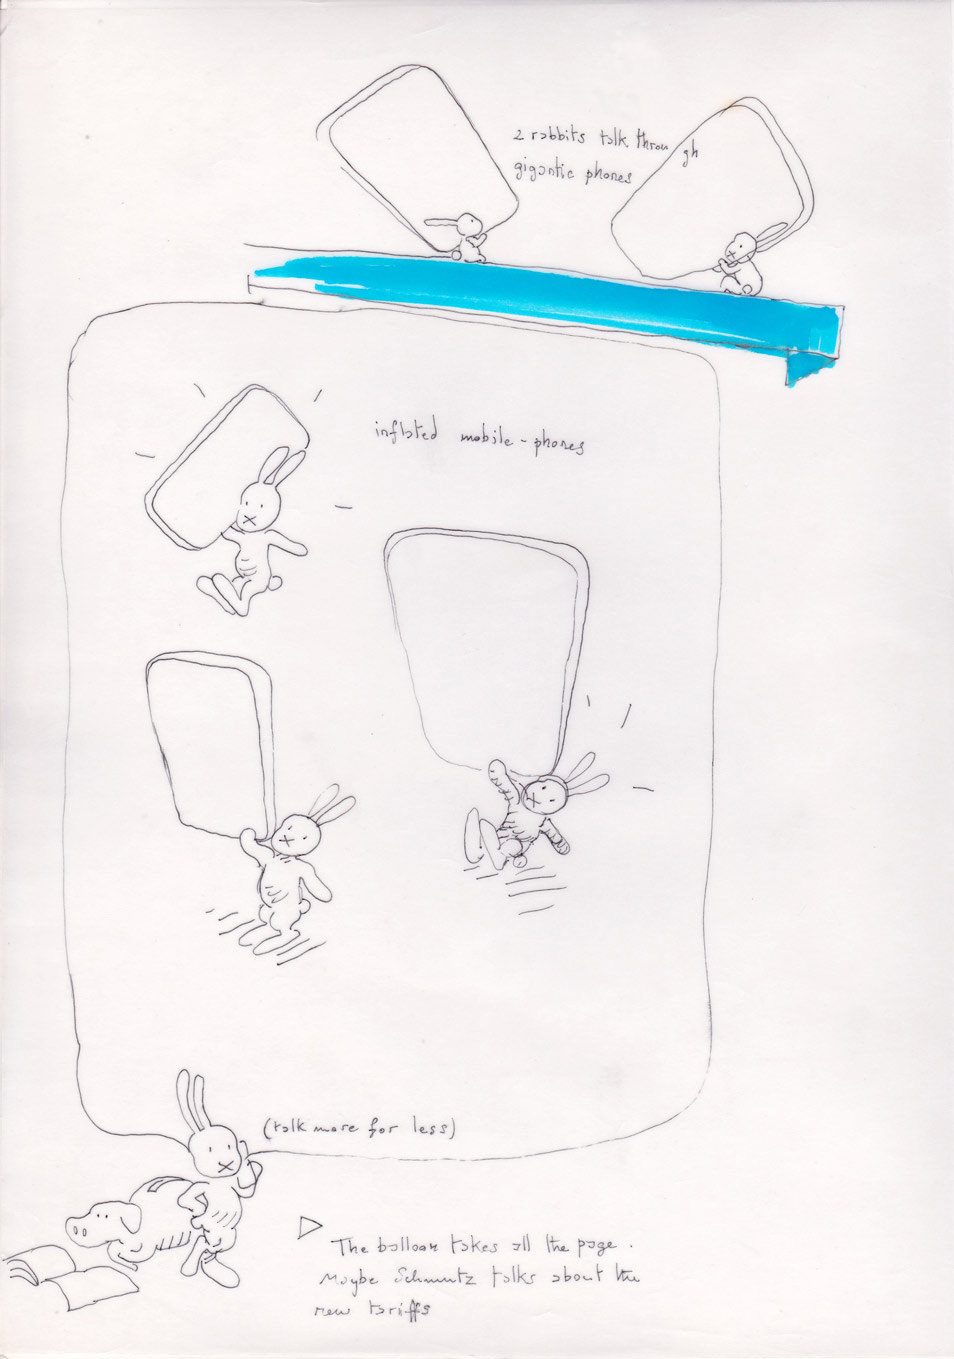 2 rabbits talk through
gigantic phones
inflated mobile-phones
(talk more for less)
The balloon takes all the page.
Maybe Schmutz talks about the
new tariffs